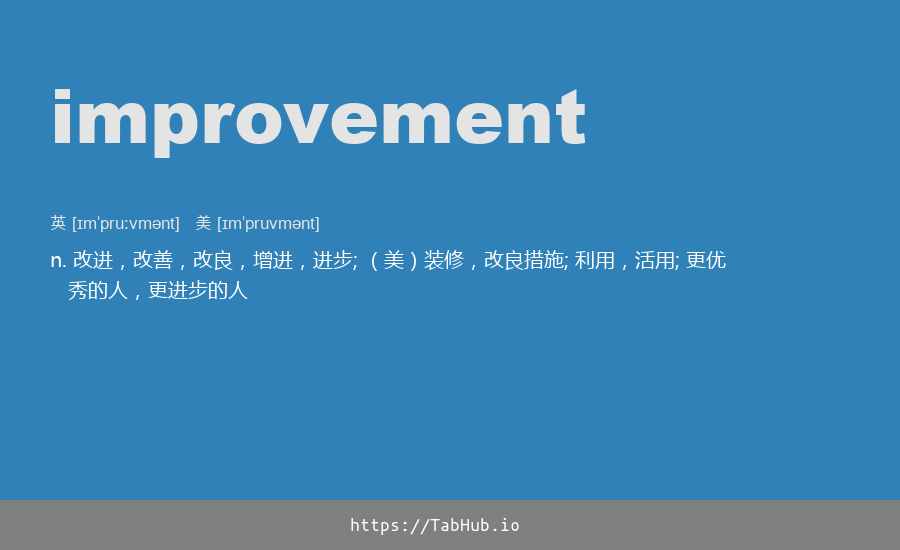 improvement
英 [ɪmˈpruːvmənt] 美 [ɪmˈpruvmənt]
n. 改进，改善，改良，增进，进步; （美）装修，改良措施; 利用，活用; 更优
秀的人，更进步的人
https://TabHub.io